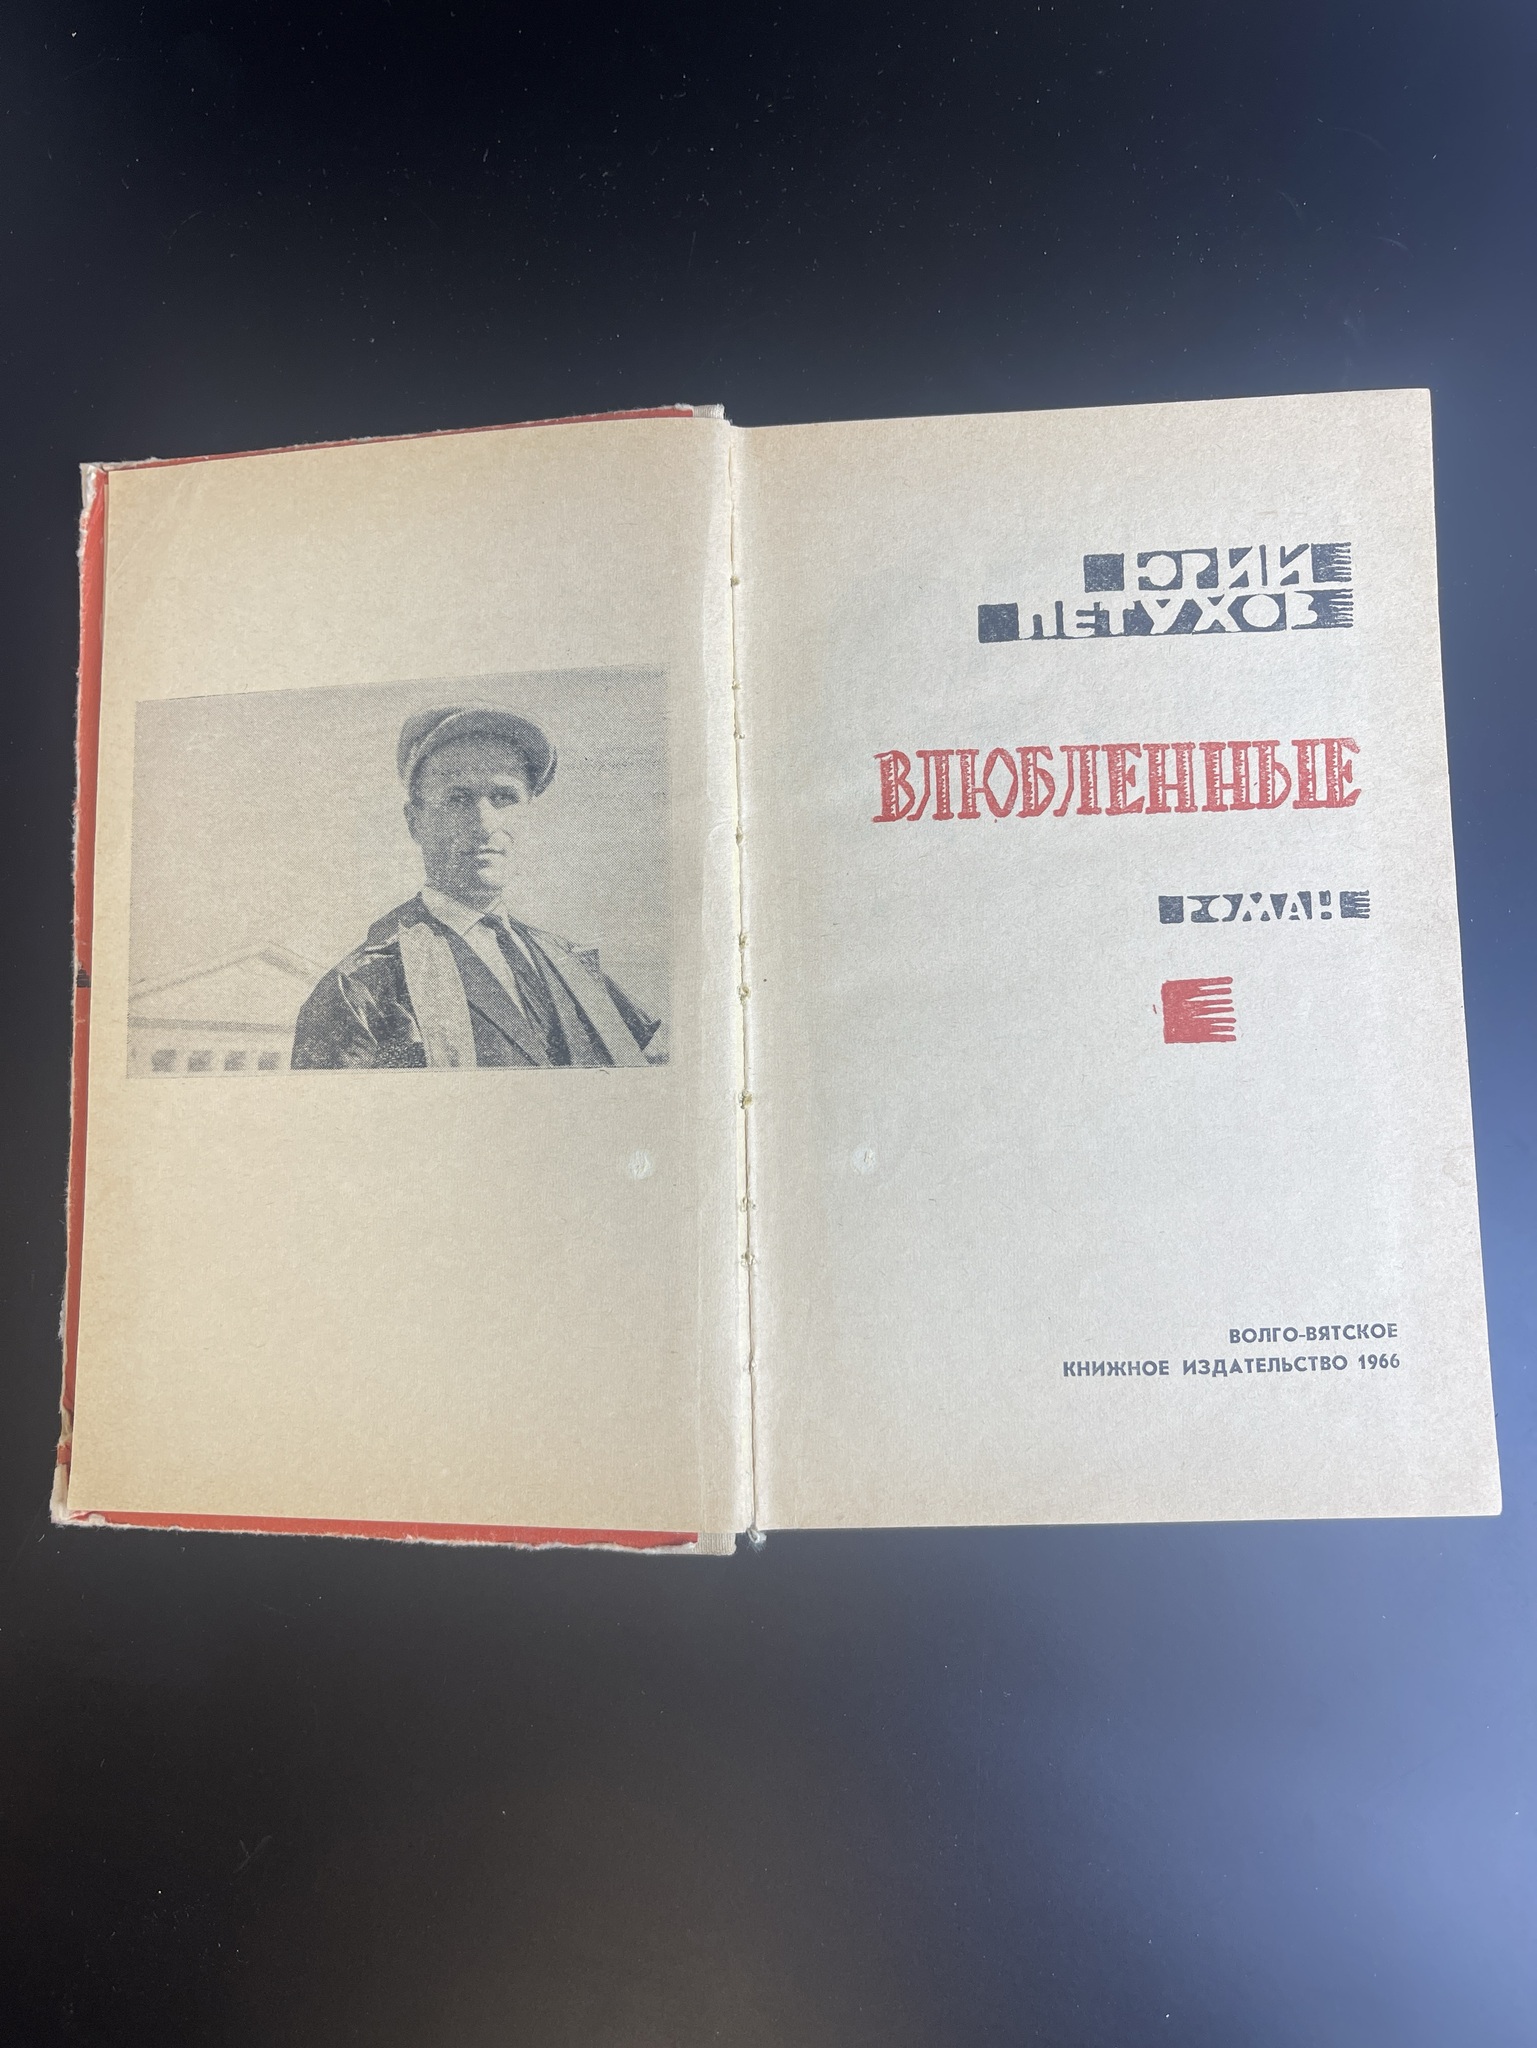 ЮРИЙ
ПЕТУХОВ
ВЛЮБЛЕННЫЕ
РОМАН
ВОЛГО-ВЯТСКОЕ
КНИЖНОЕ ИЗДАТЕЛЬСТВО 1966